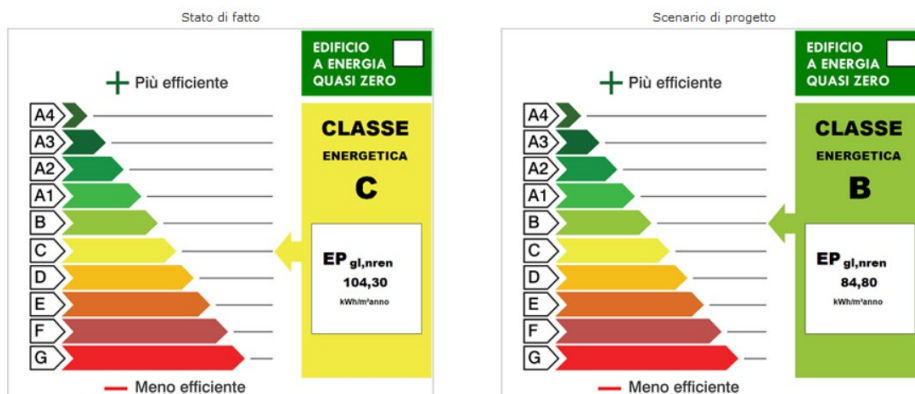 Stato di fatto
EDIFICIO
A ENERGIA
QUASI ZERO
+ Più efficiente
A4
A3
A2
A1
B
C
D
E
F
G
— Meno efficiente
CLASSE
ENERGETICA
C
EP gl,nren
104,30
kWh/m²anno
Scenario di progetto
EDIFICIO
A ENERGIA
QUASI ZERO
+ Più efficiente
A4
A3
A2
A1
B
C
D
E
F
G
— Meno efficiente
CLASSE
ENERGETICA
B
EP gl,nren
84,80
kWh/m²anno